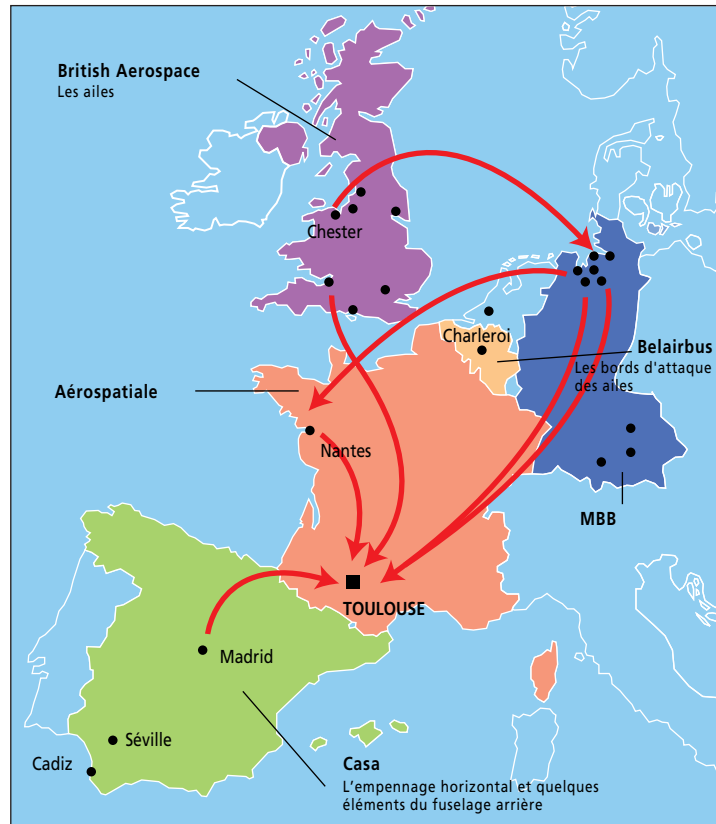 British Aerospace
Les ailes
Chester
Charleroi
Belairbus
Les bords d'attaque
des ailes
Aérospatiale
Nantes
MBB
TOULOUSE
Madrid
Séville
Cadiz
Casa
L'empennage horizontal et quelques
éléments du fuselage arrière